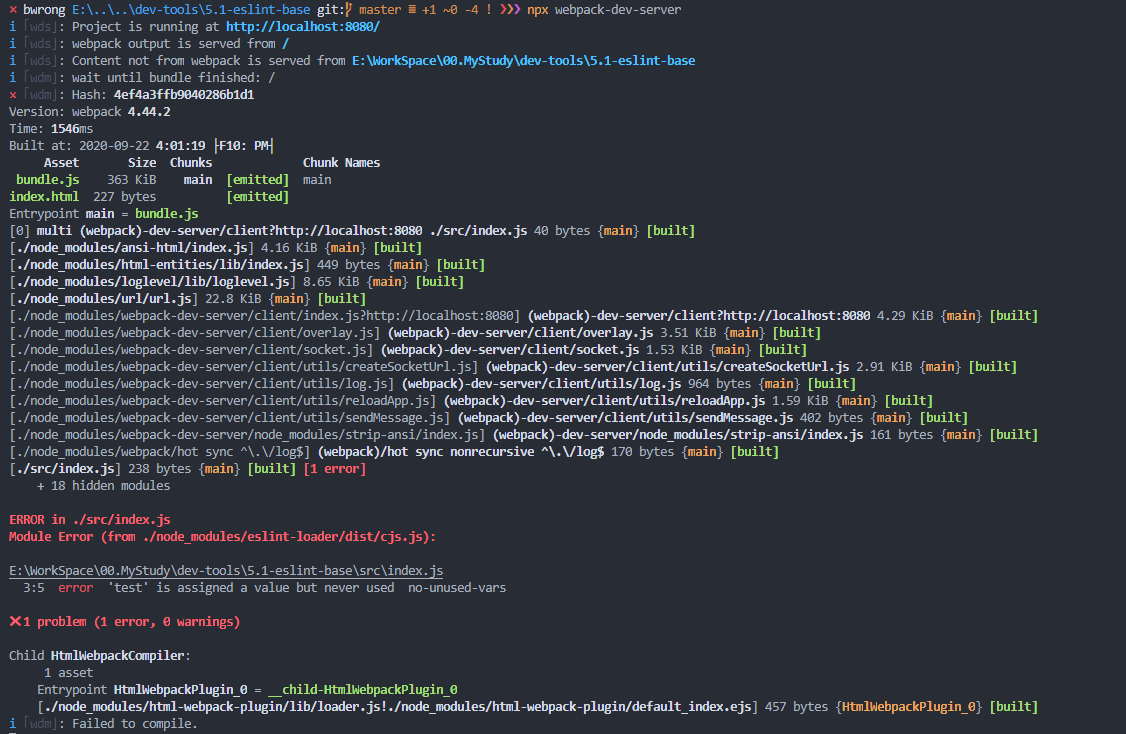 × bwrong E:\..\..\dev-tools\5.1-eslint-base git: master ≡ +1 ~0 -4 ! ❯❯❯ npx webpack-dev-server
i ｢wds｣: Project is running at http://localhost:8080/
i ｢wds｣: webpack output is served from /
i ｢wds｣: Content not from webpack is served from E:\WorkSpace\00.MyStudy\dev-tools\5.1-eslint-base
i ｢wdm｣: wait until bundle finished: /
× ｢wdm｣: Hash: 4ef4a3ffb9040286b1d1
Version: webpack 4.44.2
Time: 1546ms
Built at: 2020-09-22 4:01:19 ├F10: PM┤
Asset Size Chunks Chunk Names
bundle.js 363 KiB main [emitted] main
index.html 227 bytes [emitted]
Entrypoint main = bundle.js
[0] multi (webpack)-dev-server/client?http://localhost:8080 ./src/index.js 40 bytes {main} [built]
[./node_modules/ansi-html/index.js] 4.16 KiB {main} [built]
[./node_modules/html-entities/lib/index.js] 449 bytes {main} [built]
[./node_modules/loglevel/lib/loglevel.js] 8.65 KiB {main} [built]
[./node_modules/url/url.js] 22.8 KiB {main} [built]
[./node_modules/webpack-dev-server/client/index.js?http://localhost:8080] (webpack)-dev-server/client?http://localhost:8080 4.29 KiB {main} [built]
[./node_modules/webpack-dev-server/client/overlay.js] (webpack)-dev-server/client/overlay.js 3.51 KiB {main} [built]
[./node_modules/webpack-dev-server/client/socket.js] (webpack)-dev-server/client/socket.js 1.53 KiB {main} [built]
[./node_modules/webpack-dev-server/client/utils/createSocketUrl.js] (webpack)-dev-server/client/utils/createSocketUrl.js 2.91 KiB {main} [built]
[./node_modules/webpack-dev-server/client/utils/log.js] (webpack)-dev-server/client/utils/log.js 964 bytes {main} [built]
[./node_modules/webpack-dev-server/client/utils/reloadApp.js] (webpack)-dev-server/client/utils/reloadApp.js 1.59 KiB {main} [built]
[./node_modules/webpack-dev-server/client/utils/sendMessage.js] (webpack)-dev-server/client/utils/sendMessage.js 402 bytes {main} [built]
[./node_modules/webpack-dev-server/node_modules/strip-ansi/index.js] (webpack)-dev-server/node_modules/strip-ansi/index.js 161 bytes {main} [built]
[./node_modules/webpack/hot sync ^\.\/log$] (webpack)/hot sync nonrecursive ^\.\/log$ 170 bytes {main} [built]
[./src/index.js] 238 bytes {main} [built] [1 error]
+ 18 hidden modules
ERROR in ./src/index.js
Module Error (from ./node_modules/eslint-loader/dist/cjs.js):
E:\WorkSpace\00.MyStudy\dev-tools\5.1-eslint-base\src\index.js
3:5 error 'test' is assigned a value but never used no-unused-vars
✖1 problem (1 error, 0 warnings)
Child HtmlWebpackCompiler:
1 asset
Entrypoint HtmlWebpackPlugin_0 = __child-HtmlWebpackPlugin_0
[./node_modules/html-webpack-plugin/lib/loader.js!./node_modules/html-webpack-plugin/default_index.ejs] 457 bytes {HtmlWebpackPlugin_0} [built]
i ｢wdm｣: Failed to compile.